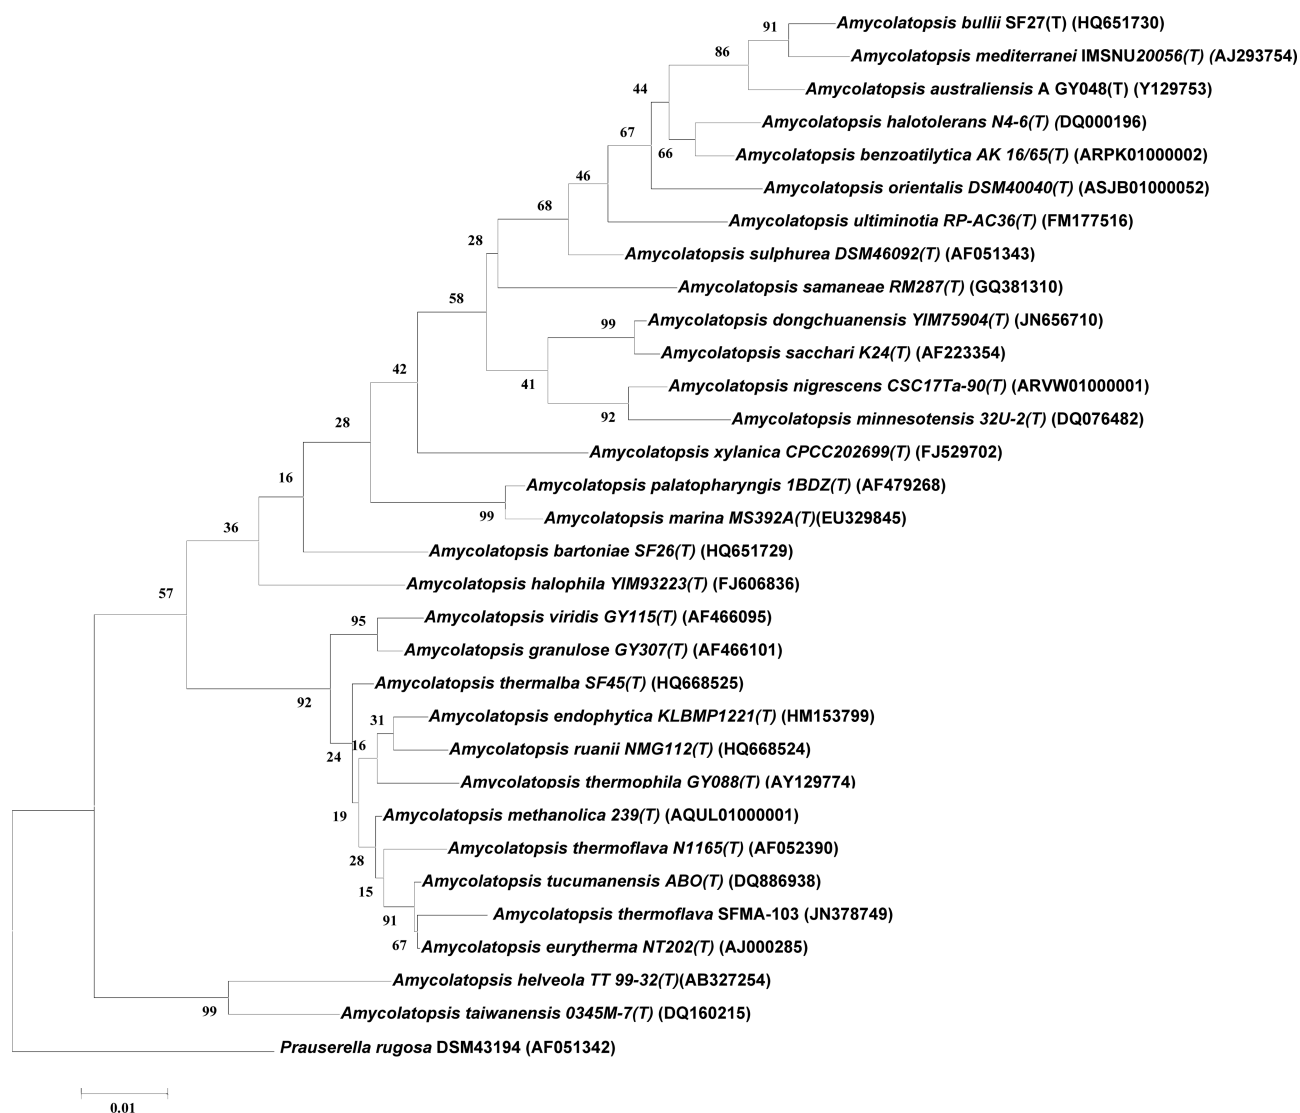 Amycolatopsis bullii SF27(T) (HQ651730)
91
Amycolatopsis mediterranei IMSNU20056(T) (AJ293754)
86
Amycolatopsis australiensis A GY048(T) (Y129753)
44
Amycolatopsis halotolerans N4-6(T) (DQ000196)
67
66
Amycolatopsis benzoatilytica AK 16/65(T) (ARPK01000002)
46
Amycolatopsis orientalis DSM40040(T) (ASJB01000052)
68
Amycolatopsis ultiminotia RP-AC36(T) (FM177516)
28
Amycolatopsis sulphurea DSM46092(T) (AF051343)
Amycolatopsis samaneae RM287(T) (GQ381310)
58
99
Amycolatopsis dongchuanensis YIM75904(T) (JN656710)
Amycolatopsis sacchari K24(T) (AF223354)
42
41
Amycolatopsis nigrescens CSC17Ta-90(T) (ARVW01000001)
92
Amycolatopsis minnesotensis 32U-2(T) (DQ076482)
28
Amycolatopsis xylanica CPCC202699(T) (FJ529702)
16
Amycolatopsis palatopharyngis 1BDZ(T) (AF479268)
99
Amycolatopsis marina MS392A(T)(EU329845)
36
Amycolatopsis bartoniae SF26(T) (HQ651729)
57
Amycolatopsis halophila YIM93223(T) (FJ606836)
95
Amycolatopsis viridis GY115(T) (AF466095)
Amycolatopsis granulose GY307(T) (AF466101)
92
Amycolatopsis thermalba SF45(T) (HQ668525)
31
Amycolatopsis endophytica KLBMP1221(T) (HM153799)
16
24
Amycolatopsis ruanii NMG112(T) (HQ668524)
Amycolatopsis thermophila GY088(T) (AY129774)
19
Amycolatopsis methanolica 239(T) (AQUL01000001)
28
Amycolatopsis thermoflava N1165(T) (AF052390)
15
Amycolatopsis tucumanensis ABO(T) (DQ886938)
91
Amycolatopsis thermoflava SFMA-103 (JN378749)
67
Amycolatopsis eurytherma NT202(T) (AJ000285)
Amycolatopsis helveola TT 99-32(T)(AB327254)
99
Amycolatopsis taiwanensis 0345M-7(T) (DQ160215)
Prauserella rugosa DSM43194 (AF051342)
0.01